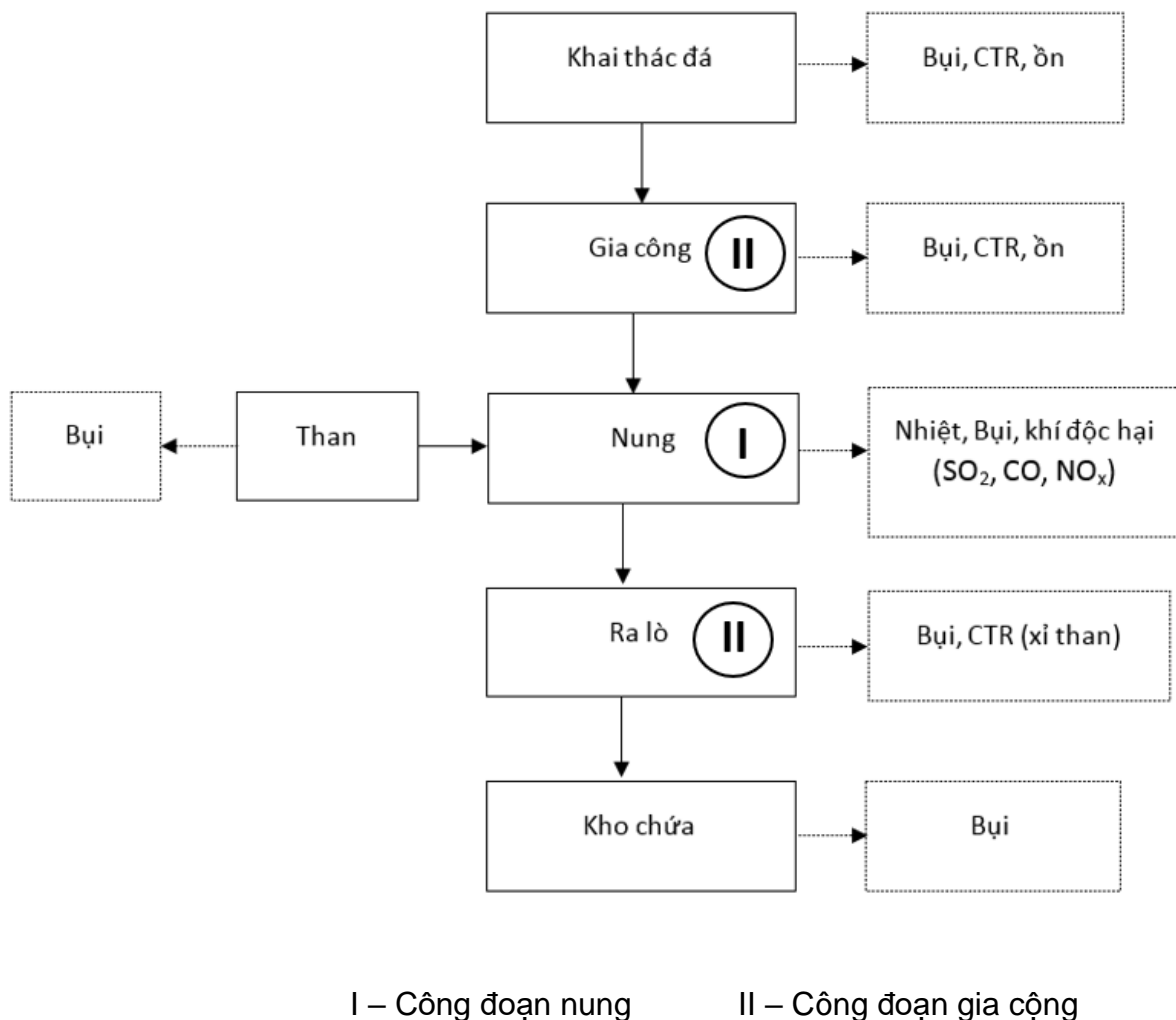 Khai thác đá
Bụi, CTR, ồn
Gia công
II
Bụi, CTR, ồn
Bụi
Than
Nung
I
Nhiệt, Bụi, khí độc hại
(SO₂, CO, NOₓ)
Ra lò
II
Bụi, CTR (xỉ than)
Kho chứa
Bụi
I – Công đoạn nung
II – Công đoạn gia cộng